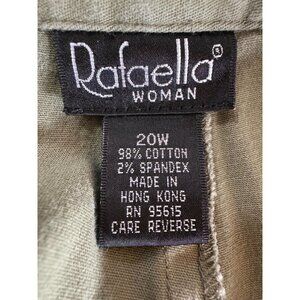 Rafaella®
WOMAN
20W
98% COTTON
2% SPANDEX
MADE IN
HONG KONG
RN 95615
CARE REVERSE